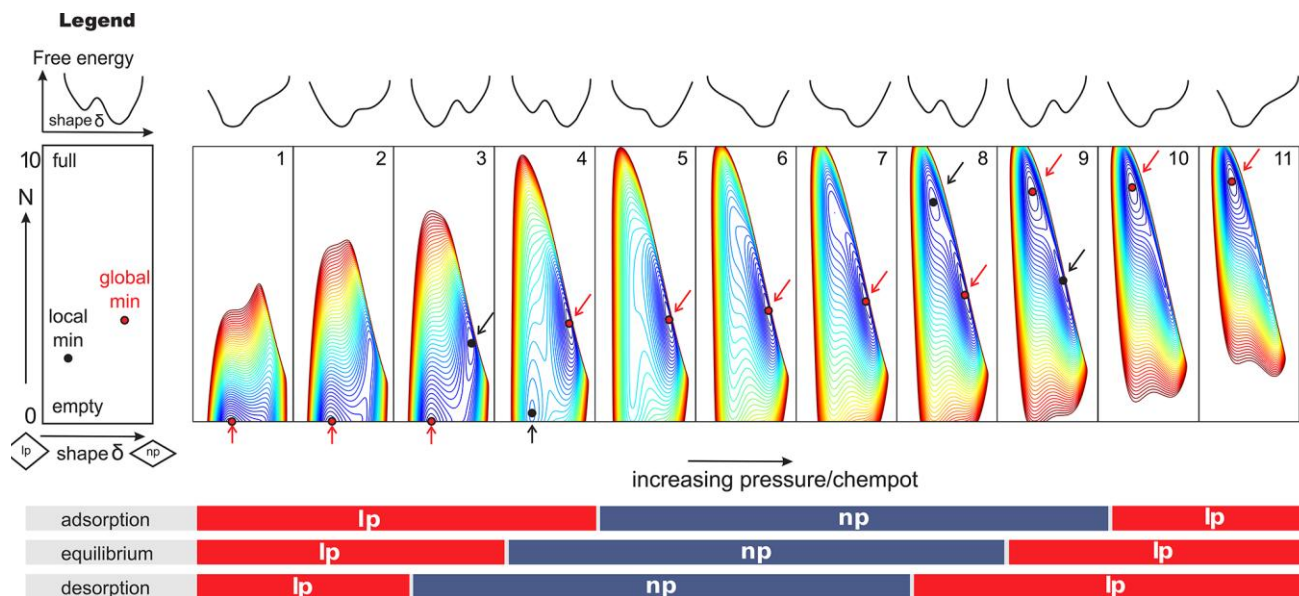 Legend
Free energy
shape δ
10
full
N
global
min
local
min
0
empty
lp
shape δ
np
1
2
3
4
5
6
7
8
9
10
11
increasing pressure/chempot
adsorption
lp
np
lp
equilibrium
lp
np
lp
desorption
lp
np
lp